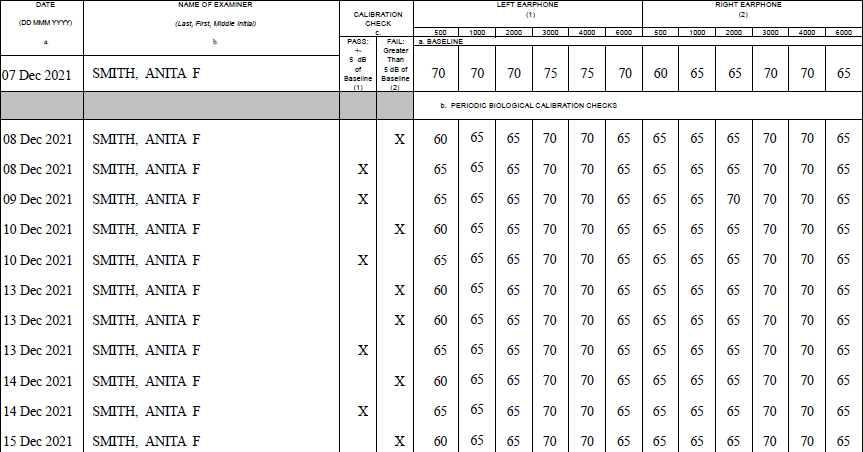 DATE NAME OF EXAMINER CALIBRATION CHECK LEFT EARPHONE RIGHT EARPHONE
(DD MMM YYYY) (Last, First, Middle Initial) c. (1) (2)
a. b. PASS: +- 5 dB of Baseline (1) FAIL: Greater Than 5 dB of Baseline (2) 500 1000 2000 3000 4000 6000 500 1000 2000 3000 4000 6000
a. BASELINE
07 Dec 2021 SMITH, ANITA F 70 70 70 75 75 70 60 65 65 70 70 65
b. PERIODIC BIOLOGICAL CALIBRATION CHECKS
08 Dec 2021 SMITH, ANITA F X 60 65 65 70 70 65 65 65 65 70 70 65
08 Dec 2021 SMITH, ANITA F X 65 65 65 70 70 65 65 65 65 70 70 65
09 Dec 2021 SMITH, ANITA F X 65 65 65 70 70 65 65 65 70 70 70 65
10 Dec 2021 SMITH, ANITA F X 60 65 65 70 70 65 65 65 65 70 70 65
10 Dec 2021 SMITH, ANITA F X 65 65 65 70 70 65 65 65 65 70 70 65
13 Dec 2021 SMITH, ANITA F X 60 65 65 70 70 65 65 65 65 70 70 65
13 Dec 2021 SMITH, ANITA F X 60 65 65 70 70 65 65 65 65 70 70 65
13 Dec 2021 SMITH, ANITA F X 65 65 65 70 70 65 65 65 65 70 70 65
14 Dec 2021 SMITH, ANITA F X 60 65 65 70 70 65 65 65 65 70 70 65
14 Dec 2021 SMITH, ANITA F X 65 65 65 70 70 65 65 65 65 70 70 65
15 Dec 2021 SMITH, ANITA F X 60 65 65 70 70 65 65 65 65 70 70 65